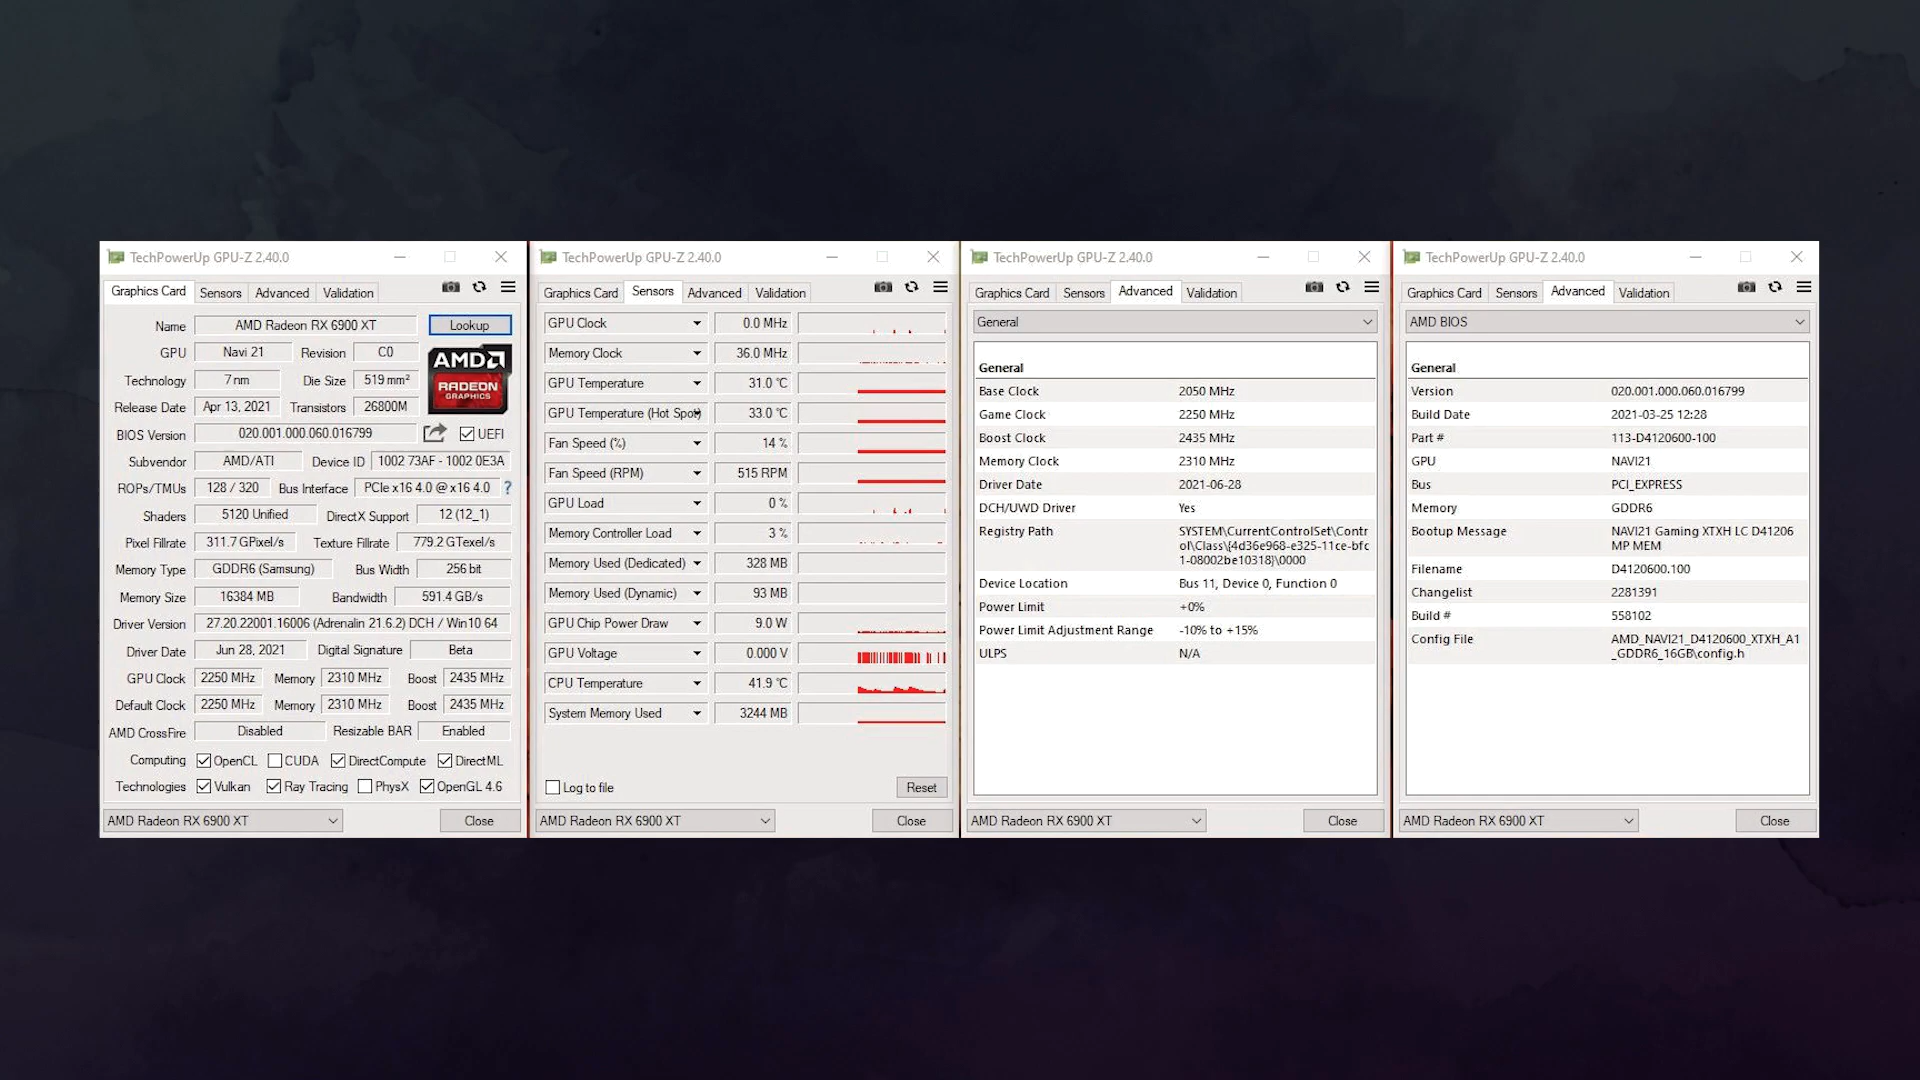 TechPowerUp GPU-Z 2.40.0
Graphics Card Sensors Advanced Validation
Name AMD Radeon RX 6900 XT Lookup
GPU Navi 21 Revision C0
AMD
RADEON
GRAPHICS
Technology 7 nm Die Size 519 mm²
Release Date Apr 13, 2021 Transistors 26800M
BIOS Version 020.001.000.060.016799 UEFI
Subvendor AMD/ATI Device ID 1002 73AF - 1002 0E3A
ROPs/TMUs 128 / 320 Bus Interface PCIe x16 4.0 @ x16 4.0 ?
Shaders 5120 Unified DirectX Support 12 (12_1)
Pixel Fillrate 311.7 GPixel/s Texture Fillrate 779.2 GTexel/s
Memory Type GDDR6 (Samsung) Bus Width 256 bit
Memory Size 16384 MB Bandwidth 591.4 GB/s
Driver Version 27.20.22001.16006 (Adrenalin 21.6.2) DCH / Win10 64
Driver Date Jun 28, 2021 Digital Signature Beta
GPU Clock 2250 MHz Memory 2310 MHz Boost 2435 MHz
Default Clock 2250 MHz Memory 2310 MHz Boost 2435 MHz
AMD CrossFire Disabled Resizable BAR Enabled
Computing OpenCL CUDA DirectCompute DirectML
Technologies Vulkan Ray Tracing PhysX OpenGL 4.6
AMD Radeon RX 6900 XT Close
TechPowerUp GPU-Z 2.40.0
Graphics Card Sensors Advanced Validation
GPU Clock 0.0 MHz
Memory Clock 36.0 MHz
GPU Temperature 31.0 °C
GPU Temperature (Hot Spot) 33.0 °C
Fan Speed (%) 14 %
Fan Speed (RPM) 515 RPM
GPU Load 0 %
Memory Controller Load 3 %
Memory Used (Dedicated) 328 MB
Memory Used (Dynamic) 93 MB
GPU Chip Power Draw 9.0 W
GPU Voltage 0.000 V
CPU Temperature 41.9 °C
System Memory Used 3244 MB
Log to file Reset
AMD Radeon RX 6900 XT Close
TechPowerUp GPU-Z 2.40.0
Graphics Card Sensors Advanced Validation
General
General
Base Clock 2050 MHz
Game Clock 2250 MHz
Boost Clock 2435 MHz
Memory Clock 2310 MHz
Driver Date 2021-06-28
DCH/UWD Driver Yes
Registry Path SYSTEM\CurrentControlSet\Contr
ol\Class\{4d36e968-e325-11ce-bfc
1-08002be10318}\0000
Device Location Bus 11, Device 0, Function 0
Power Limit +0%
Power Limit Adjustment Range -10% to +15%
ULPS N/A
AMD Radeon RX 6900 XT Close
TechPowerUp GPU-Z 2.40.0
Graphics Card Sensors Advanced Validation
AMD BIOS
General
Version 020.001.000.060.016799
Build Date 2021-03-25 12:28
Part # 113-D4120600-100
GPU NAVI21
Bus PCI_EXPRESS
Memory GDDR6
Bootup Message NAVI21 Gaming XTXH LC D41206
MP MEM
Filename D4120600.100
Changelist 2281391
Build # 558102
Config File AMD_NAVI21_D4120600_XTXH_A1
_GDDR6_16GB\config.h
AMD Radeon RX 6900 XT Close